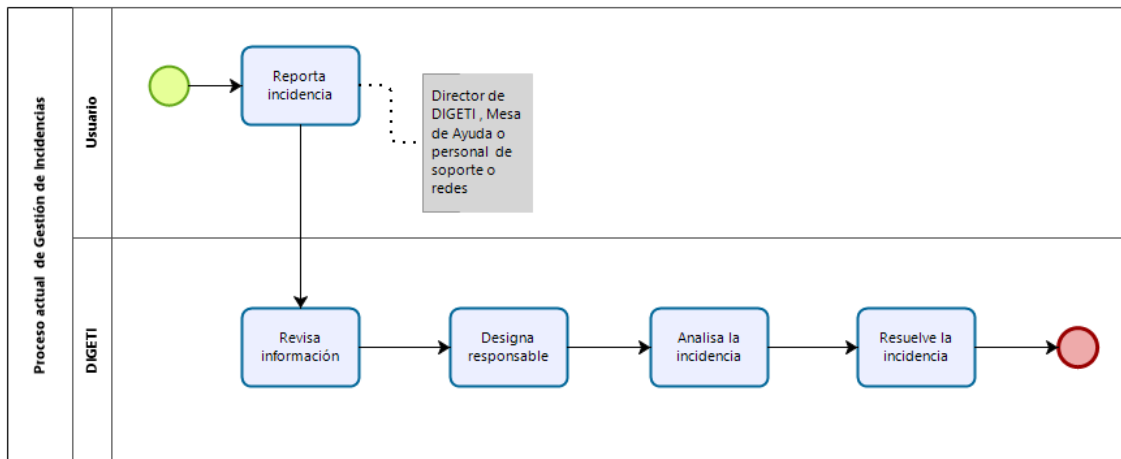 Proceso actual de Gestión de Incidencias
Usuario
Reporta
incidencia
Director de
DIGETI , Mesa
de Ayuda o
personal de
soporte o
redes
DIGETI
Revisa
información
Designa
responsable
Analisa la
incidencia
Resuelve la
incidencia